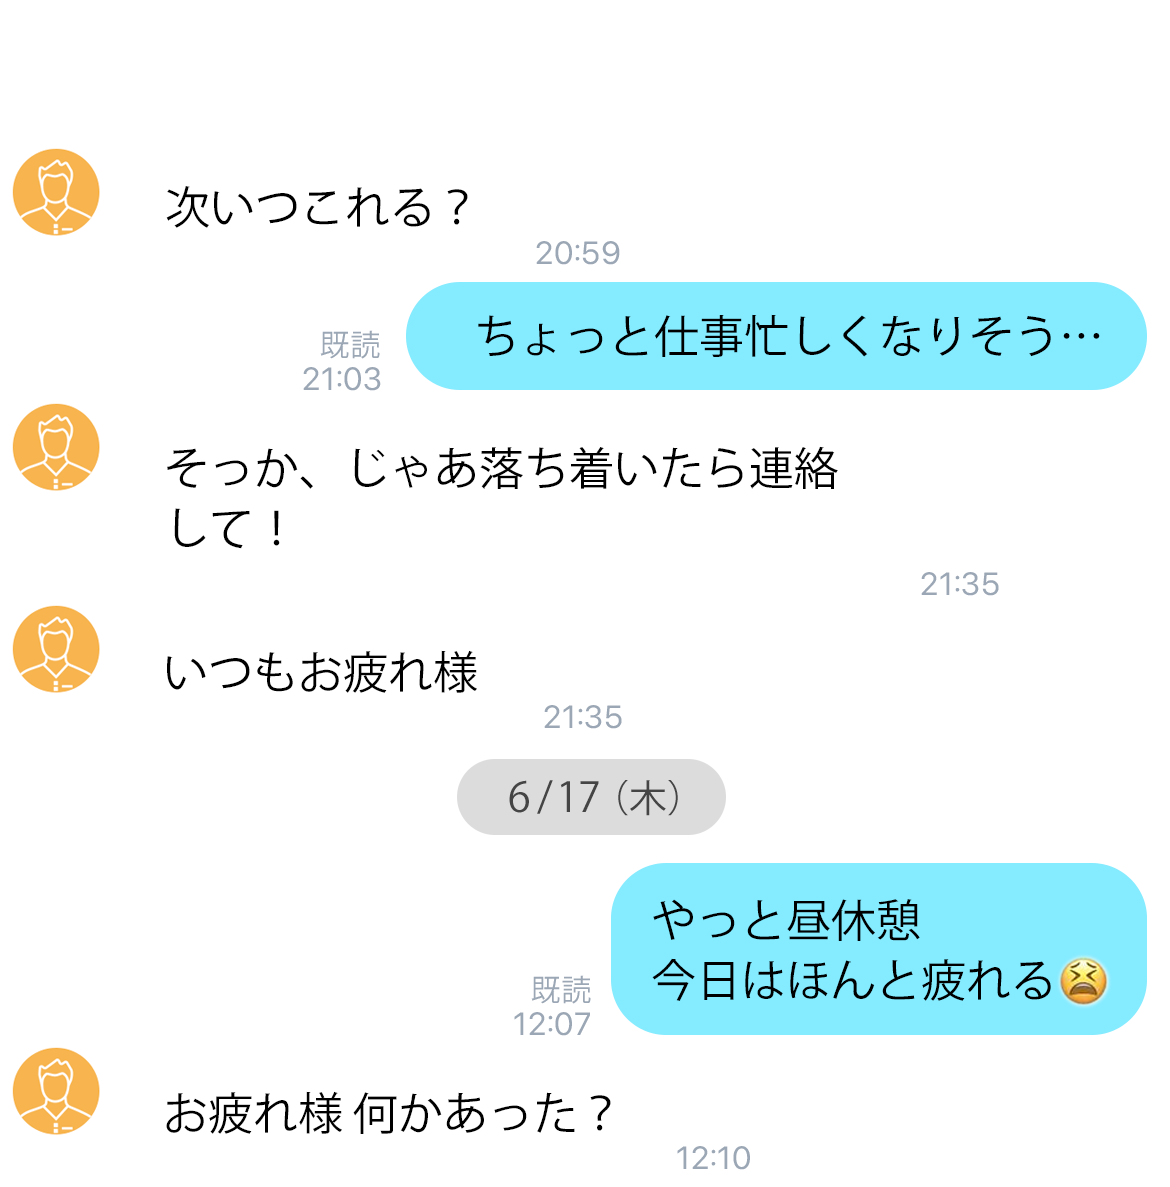 次いつこれる？
20:59
ちょっと仕事忙しくなりそう…
既読
21:03
そっか、じゃあ落ち着いたら連絡
して！
21:35
いつもお疲れ様
21:35
6/17（木）
やっと昼休憩
今日はほんと疲れる😫
既読
12:07
お疲れ様 何かあった？
12:10